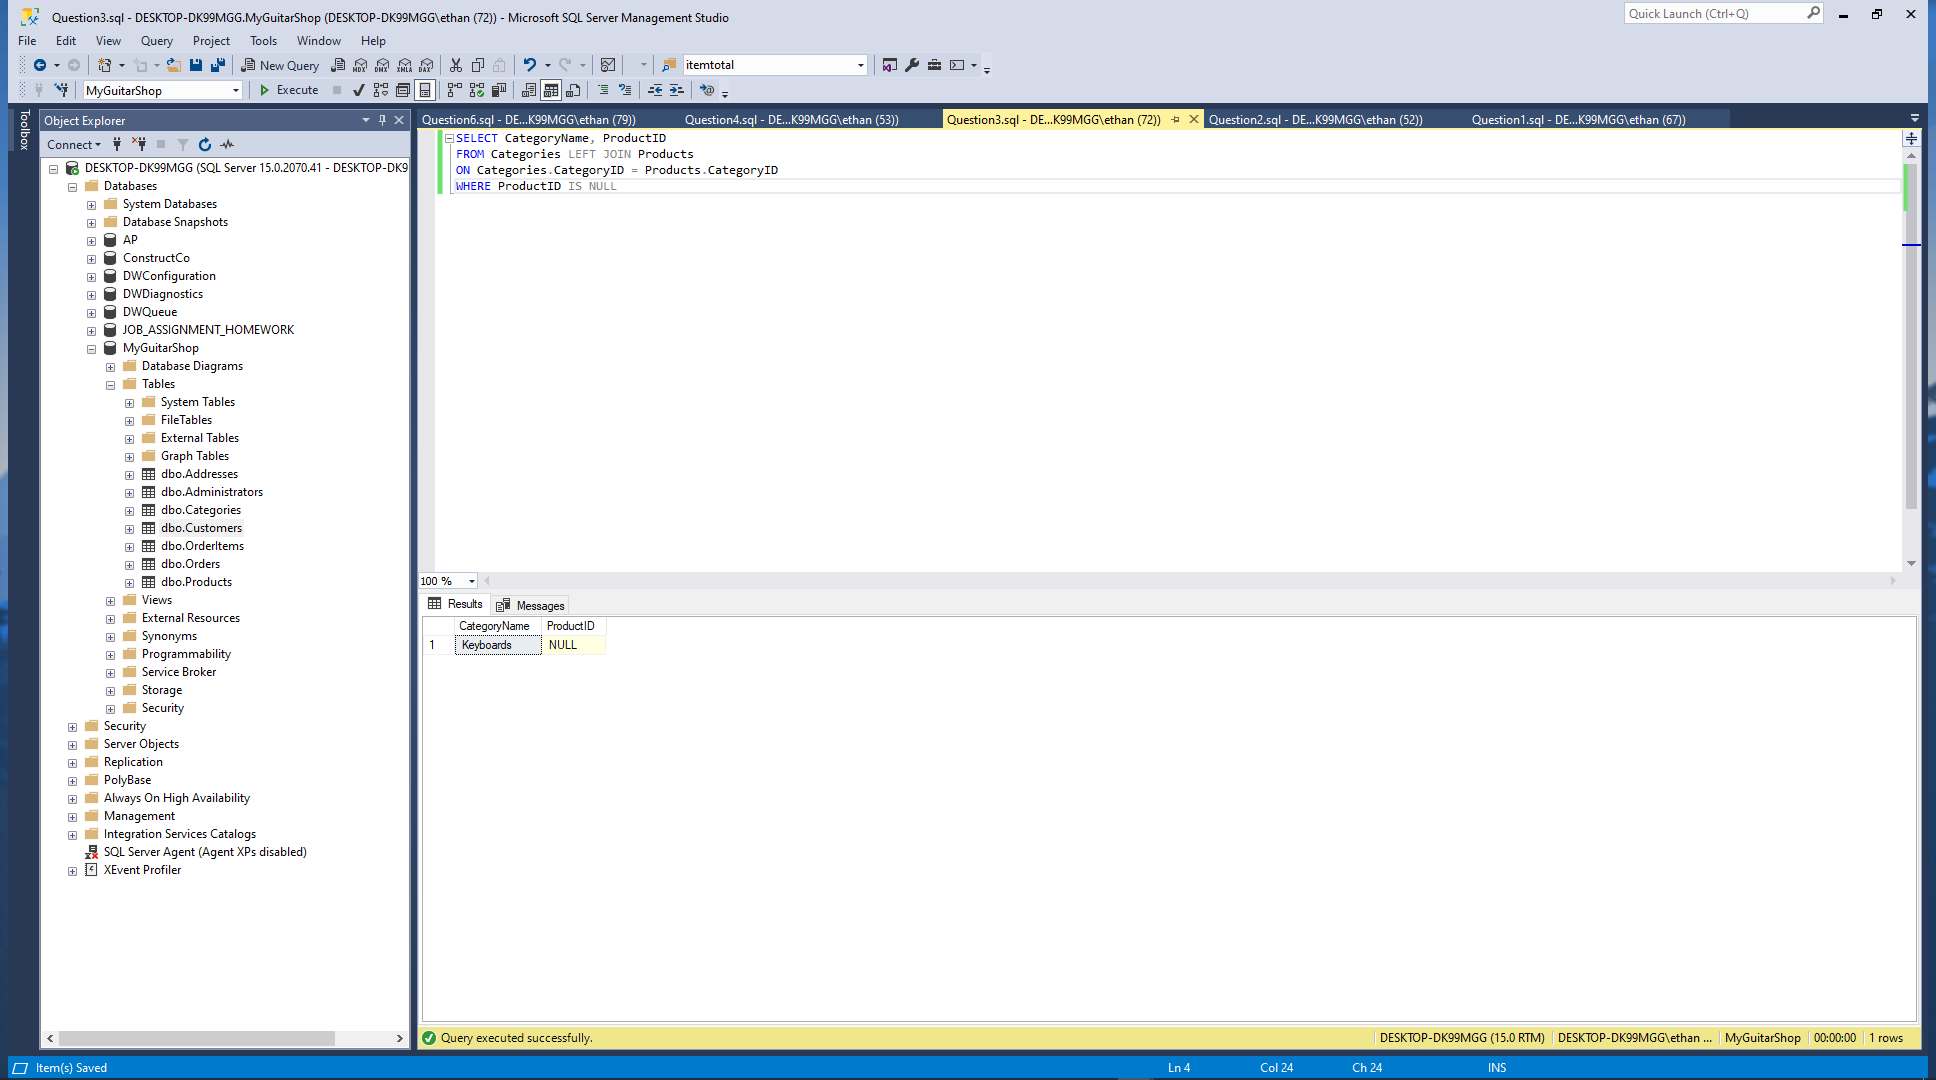 Question3.sql - DESKTOP-DK99MGG.MyGuitarShop (DESKTOP-DK99MGG\ethan (72)) - Microsoft SQL Server Management Studio
Quick Launch (Ctrl+Q)
File Edit View Query Project Tools Window Help
New Query
MDX DMX XMLA DAX
itemtotal
MyGuitarShop
Execute
Toolbox
Object Explorer
Connect
DESKTOP-DK99MGG (SQL Server 15.0.2070.41 - DESKTOP-DK9
Databases
System Databases
Database Snapshots
AP
ConstructCo
DWConfiguration
DWDiagnostics
DWQueue
JOB_ASSIGNMENT_HOMEWORK
MyGuitarShop
Database Diagrams
Tables
System Tables
FileTables
External Tables
Graph Tables
dbo.Addresses
dbo.Administrators
dbo.Categories
dbo.Customers
dbo.OrderItems
dbo.Orders
dbo.Products
Views
External Resources
Synonyms
Programmability
Service Broker
Storage
Security
Security
Server Objects
Replication
PolyBase
Always On High Availability
Management
Integration Services Catalogs
SQL Server Agent (Agent XPs disabled)
XEvent Profiler
Question6.sql - DE...K99MGG\ethan (79)) Question4.sql - DE...K99MGG\ethan (53)) Question3.sql - DE...K99MGG\ethan (72)) Question2.sql - DE...K99MGG\ethan (52)) Question1.sql - DE...K99MGG\ethan (67))
SELECT CategoryName, ProductID
FROM Categories LEFT JOIN Products
ON Categories.CategoryID = Products.CategoryID
WHERE ProductID IS NULL
100 %
Results Messages
CategoryName ProductID
1 Keyboards NULL
Query executed successfully. DESKTOP-DK99MGG (15.0 RTM) DESKTOP-DK99MGG\ethan ... MyGuitarShop 00:00:00 1 rows
Item(s) Saved Ln 4 Col 24 Ch 24 INS